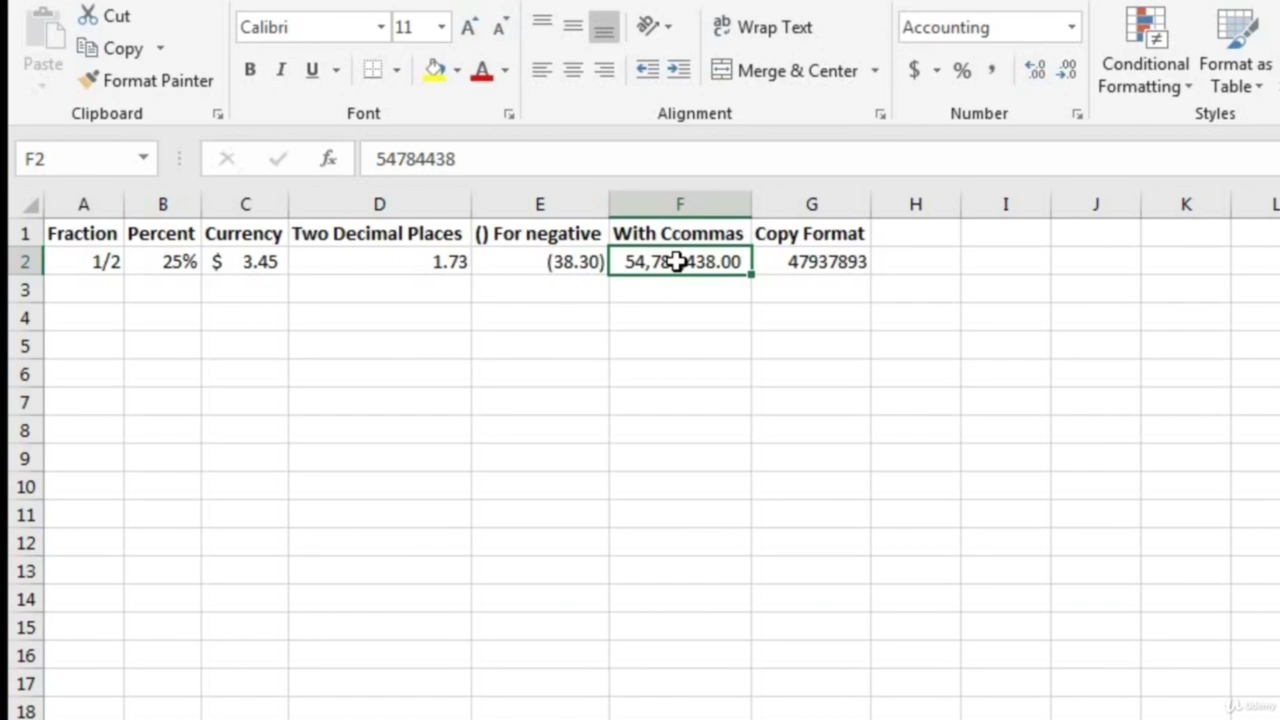 Cut
Calibri 11 Wrap Text Accounting
Paste Copy
Format Painter B I U Merge & Center $ % , Conditional Formatting Format as Table
Clipboard Font Alignment Number Styles
F2 fx 54784438
A B C D E F G H I J K L
1 Fraction Percent Currency Two Decimal Places () For negative With Ccommas Copy Format
2 1/2 25% $ 3.45 1.73 (38.30) 438.00 47937893
3
4
5
6
7
8
9
10
11
12
13
14
15
16
17
18
Udemy